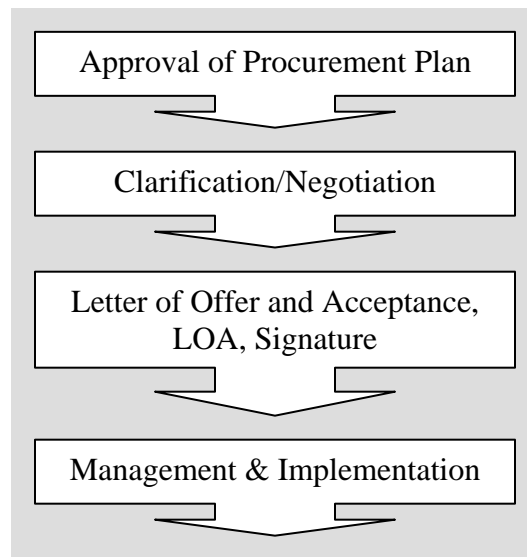 Approval of Procurement Plan
Clarification/Negotiation
Letter of Offer and Acceptance,
LOA, Signature
Management & Implementation